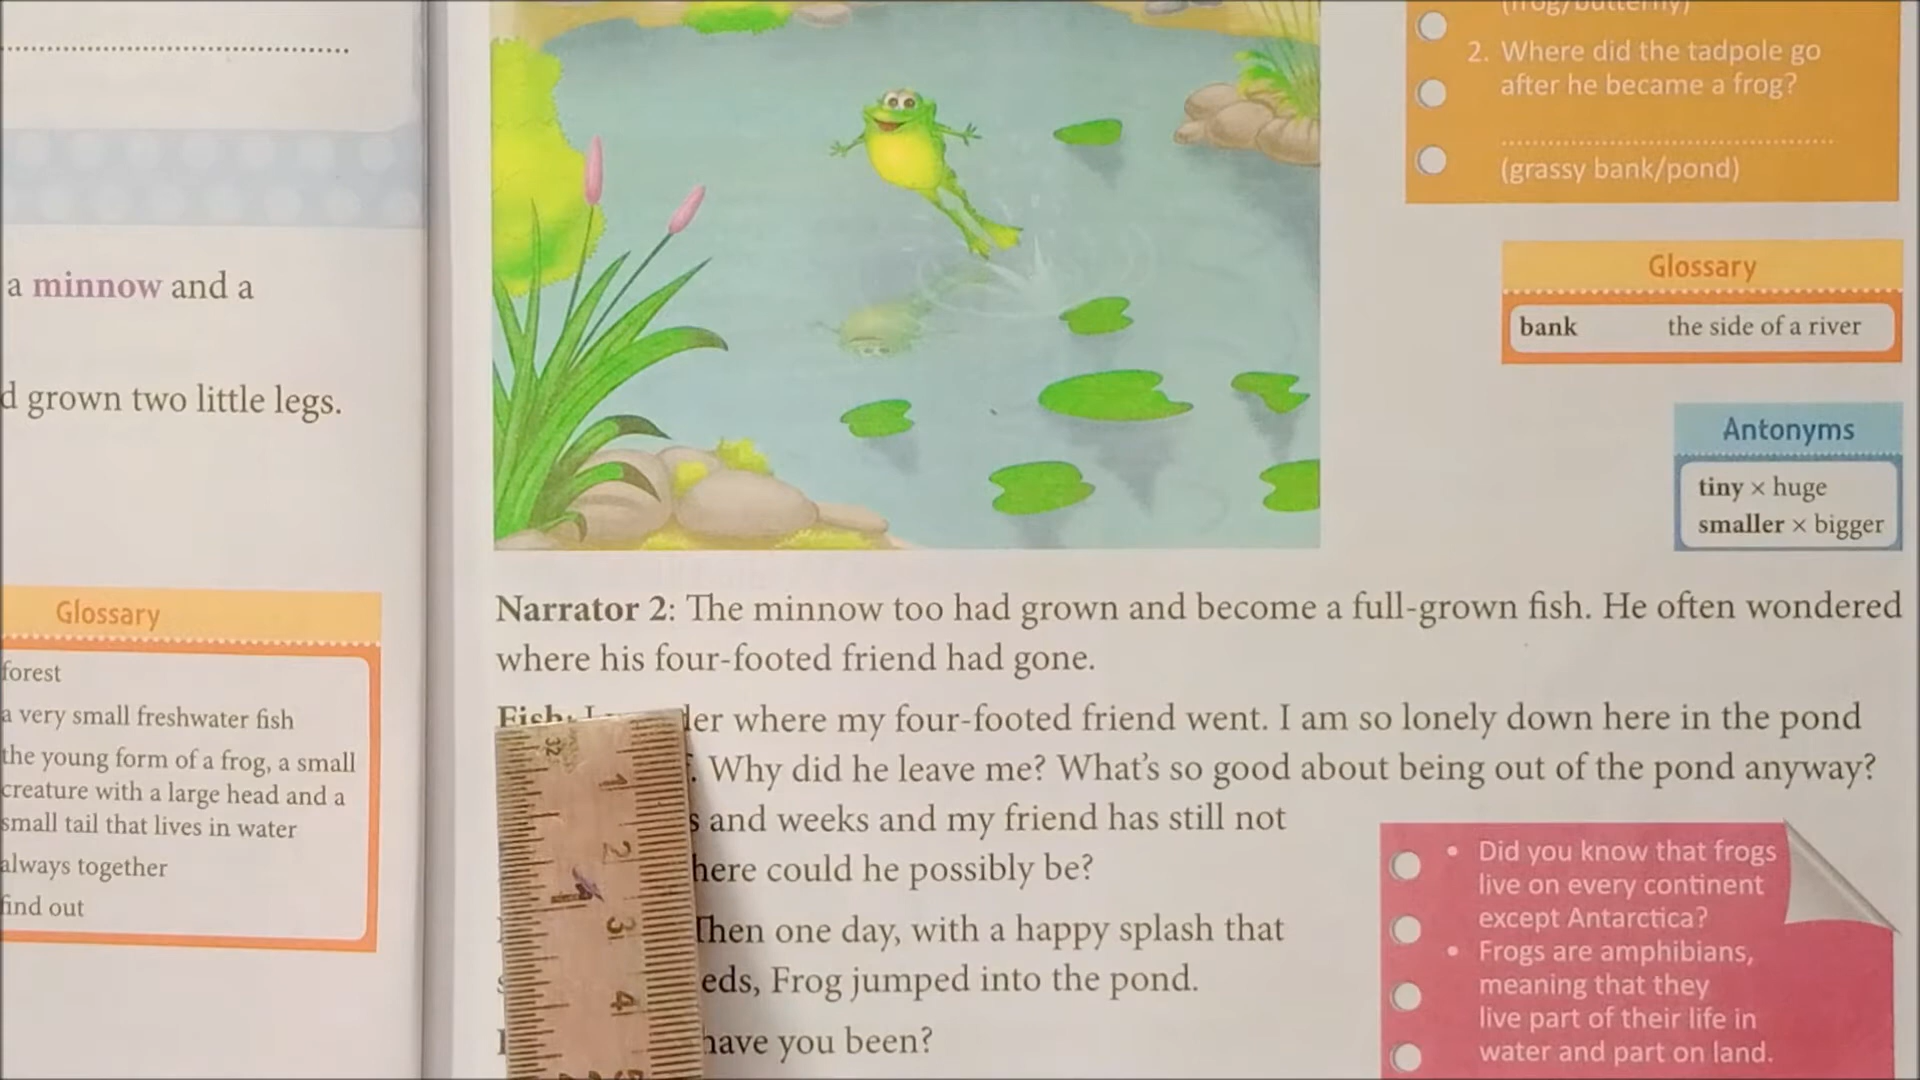 a minnow and a
grown two little legs.
Glossary
forest
a very small freshwater fish
the young form of a frog, a small
creature with a large head and a
small tail that lives in water
always together
find out
2. Where did the tadpole go
after he became a frog?
(grassy bank/pond)
Glossary
bank the side of a river
Antonyms
tiny × huge
smaller × bigger
Narrator 2: The minnow too had grown and become a full-grown fish. He often wondered
where his four-footed friend had gone.
Fish: I where my four-footed friend went. I am so lonely down here in the pond
Why did he leave me? What's so good about being out of the pond anyway?
and weeks and my friend has still not
could he possibly be?
Then one day, with a happy splash that
Frog jumped into the pond.
have you been?
• Did you know that frogs
live on every continent
except Antarctica?
• Frogs are amphibians,
meaning that they
live part of their life in
water and part on land.
1
2
3
4
32